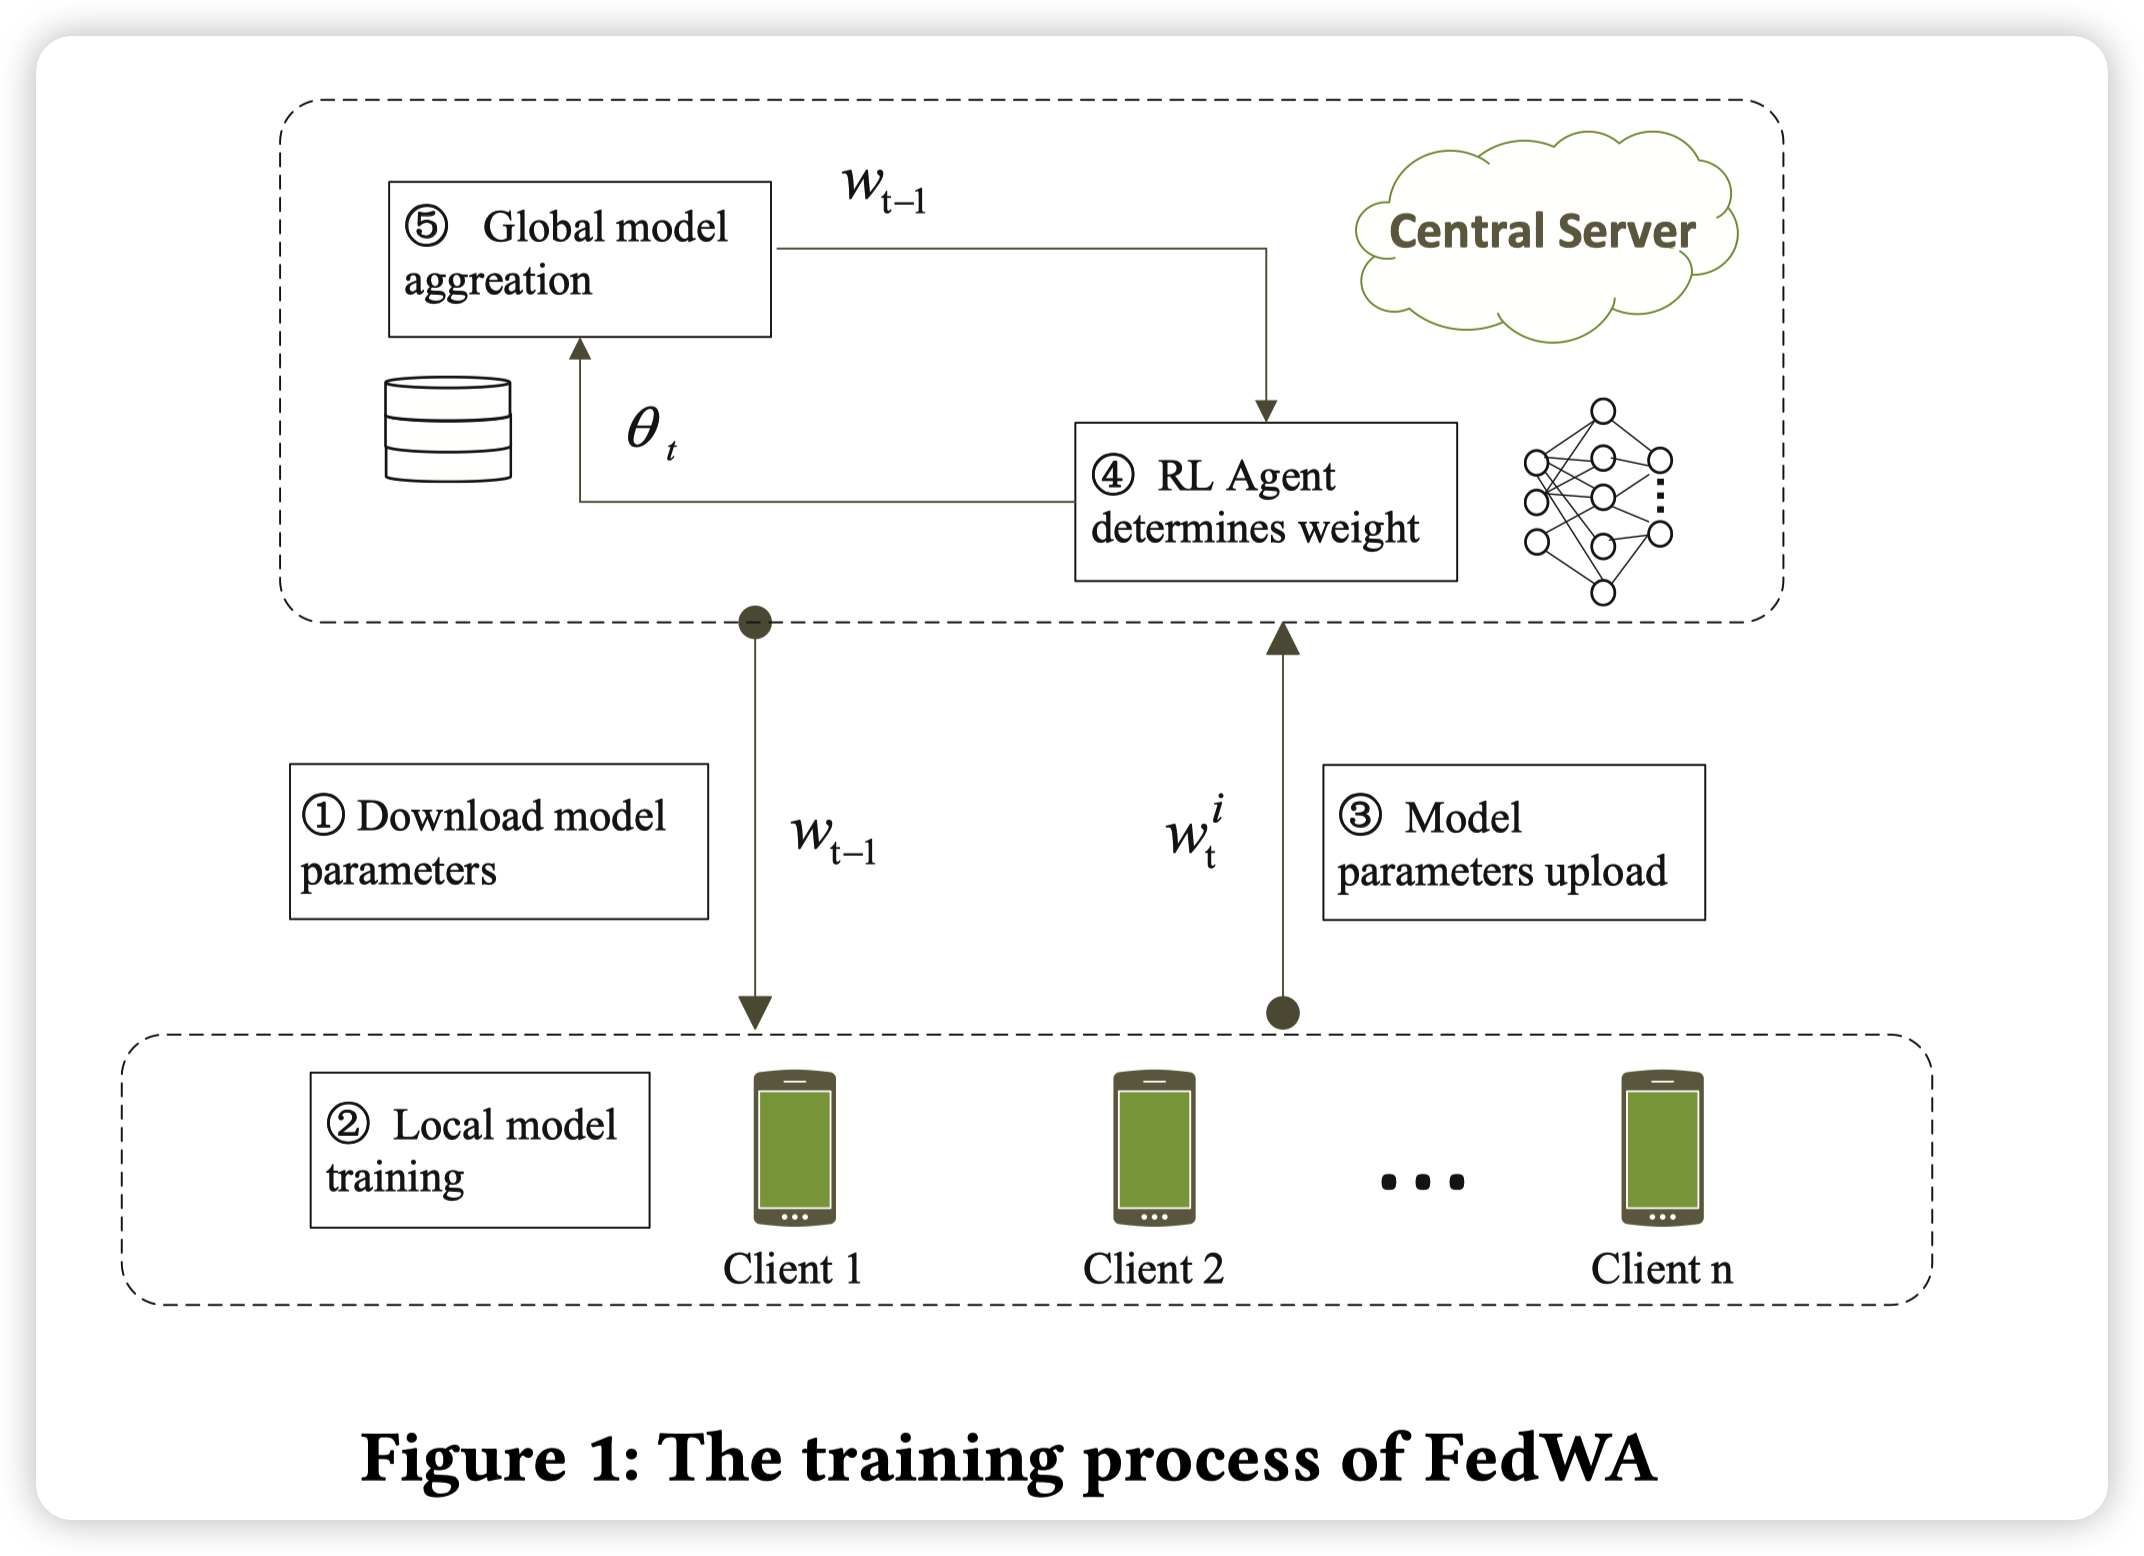 w_{t−1}
⑤ Global model
aggreation
Central Server
θ_t
④ RL Agent
determines weight
① Download model
parameters
w_{t−1}
w_t^i
③ Model
parameters upload
② Local model
training
...
Client 1
Client 2
Client n
Figure 1: The training process of FedWA